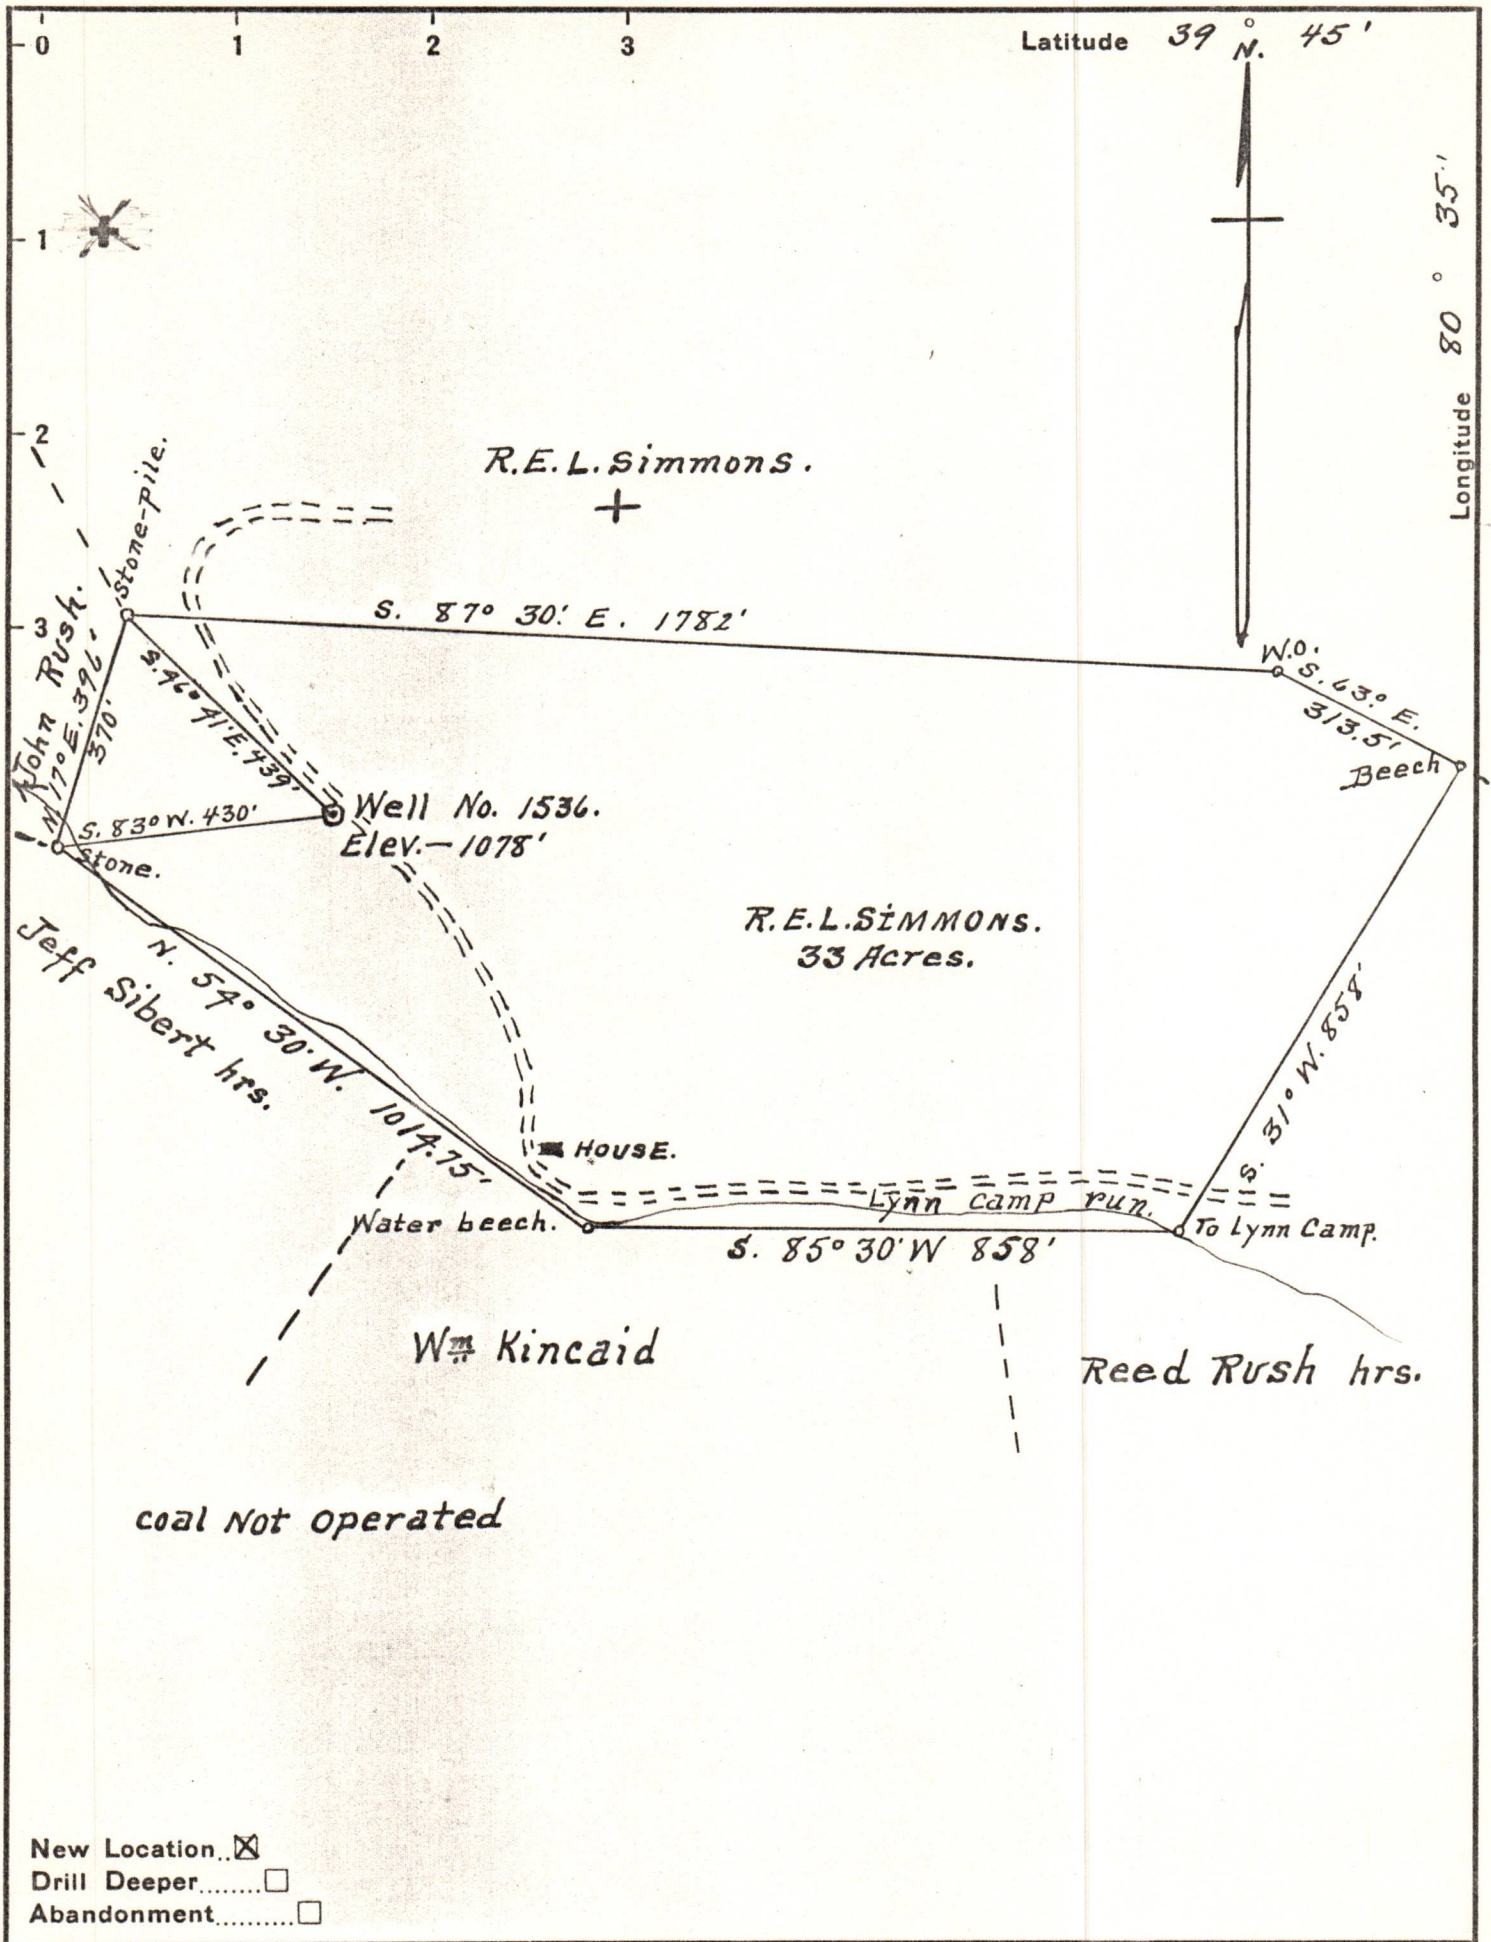 0 1 2 3
Latitude 39° 45'
N.
Longitude 80° 35'
1
2
3
R.E.L. Simmons.
Stone-pile.
John Rush.
N 17° E. 396'
370'
S. 87° 30' E. 1782'
S. 46° 41' E. 439'
W.O.
S. 63° E.
313.5'
Beech
S. 83° W. 430'
Stone.
Well No. 1536.
Elev.—1078'
R.E.L. SIMMONS.
33 Acres.
Jeff Sibert hrs.
N. 54° 30' W. 1014.75'
S. 31° W. 858'
HOUSE.
Lynn Camp run.
Water beech.
To Lynn Camp.
S. 85° 30' W 858'
Wm Kincaid
Reed Rush hrs.
Coal Not Operated
New Location..☒
Drill Deeper........☐
Abandonment..........☐